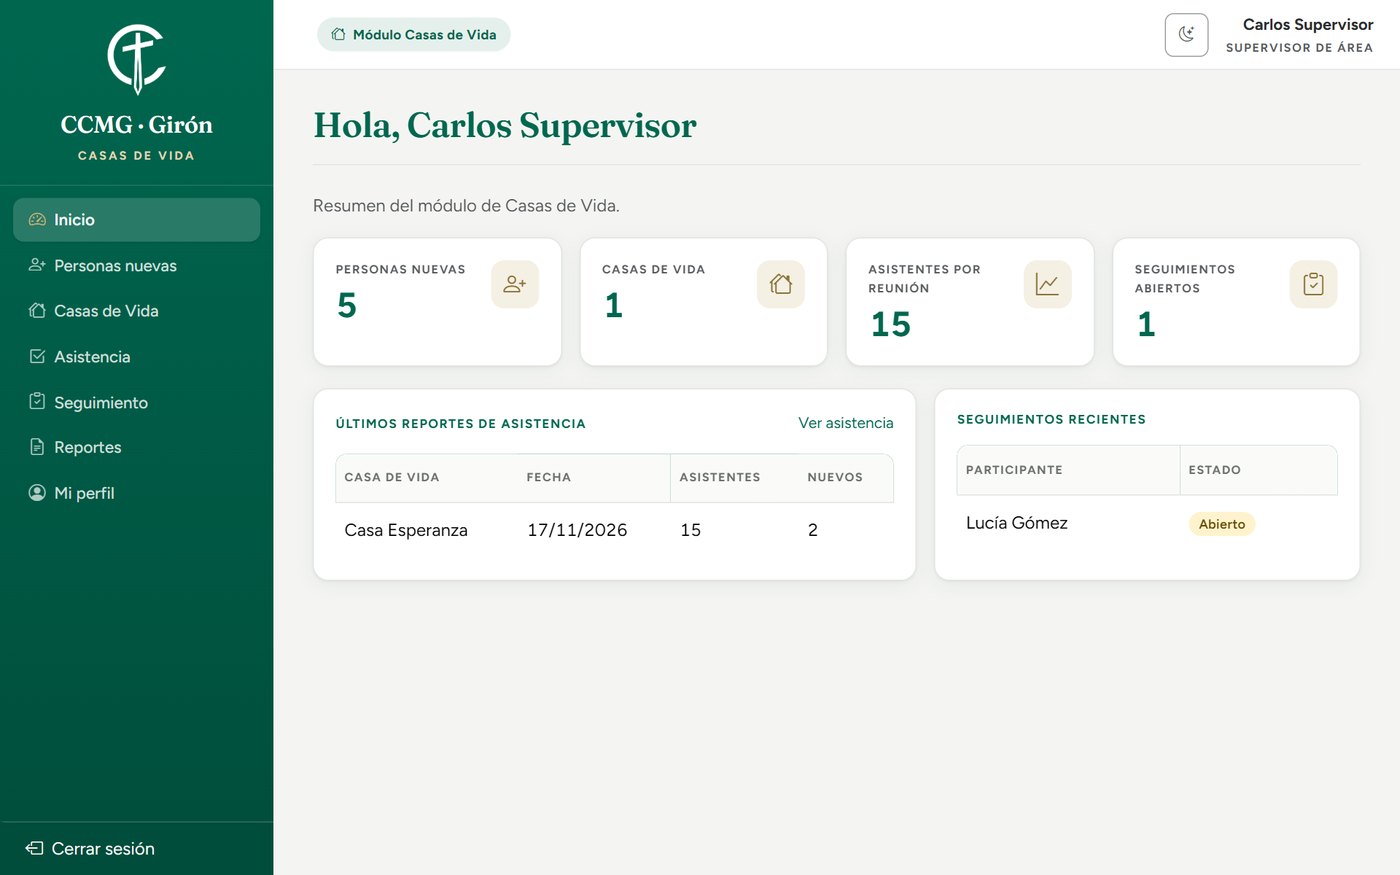 CCMG · Girón
CASAS DE VIDA
Inicio
Personas nuevas
Casas de Vida
Asistencia
Seguimiento
Reportes
Mi perfil
Cerrar sesión
Módulo Casas de Vida
Carlos Supervisor
SUPERVISOR DE ÁREA
Hola, Carlos Supervisor
Resumen del módulo de Casas de Vida.
PERSONAS NUEVAS
5
CASAS DE VIDA
1
ASISTENTES POR
REUNIÓN
15
SEGUIMIENTOS
ABIERTOS
1
ÚLTIMOS REPORTES DE ASISTENCIA
Ver asistencia
CASA DE VIDA FECHA ASISTENTES NUEVOS
Casa Esperanza 17/11/2026 15 2
SEGUIMIENTOS RECIENTES
PARTICIPANTE ESTADO
Lucía Gómez Abierto